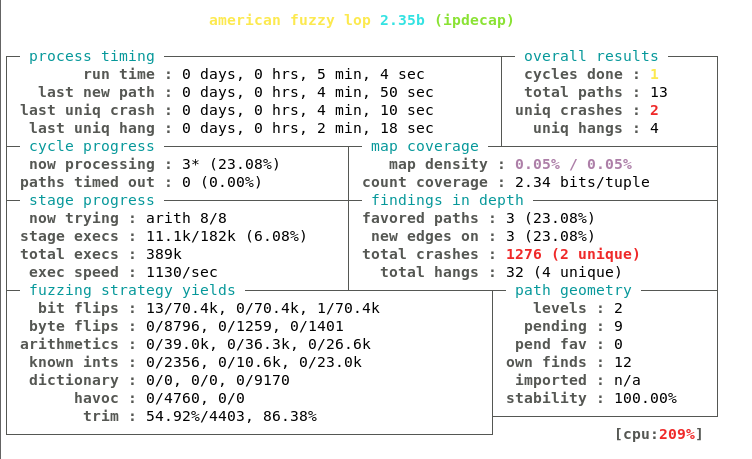 american fuzzy lop 2.35b (ipdecap)
process timing overall results
run time : 0 days, 0 hrs, 5 min, 4 sec cycles done : 1
last new path : 0 days, 0 hrs, 4 min, 50 sec total paths : 13
last uniq crash : 0 days, 0 hrs, 4 min, 10 sec uniq crashes : 2
last uniq hang : 0 days, 0 hrs, 2 min, 18 sec uniq hangs : 4
cycle progress map coverage
now processing : 3* (23.08%) map density : 0.05% / 0.05%
paths timed out : 0 (0.00%) count coverage : 2.34 bits/tuple
stage progress findings in depth
now trying : arith 8/8 favored paths : 3 (23.08%)
stage execs : 11.1k/182k (6.08%) new edges on : 3 (23.08%)
total execs : 389k total crashes : 1276 (2 unique)
exec speed : 1130/sec total hangs : 32 (4 unique)
fuzzing strategy yields path geometry
bit flips : 13/70.4k, 0/70.4k, 1/70.4k levels : 2
byte flips : 0/8796, 0/1259, 0/1401 pending : 9
arithmetics : 0/39.0k, 0/36.3k, 0/26.6k pend fav : 0
known ints : 0/2356, 0/10.6k, 0/23.0k own finds : 12
dictionary : 0/0, 0/0, 0/9170 imported : n/a
havoc : 0/4760, 0/0 stability : 100.00%
trim : 54.92%/4403, 86.38%
[cpu:209%]